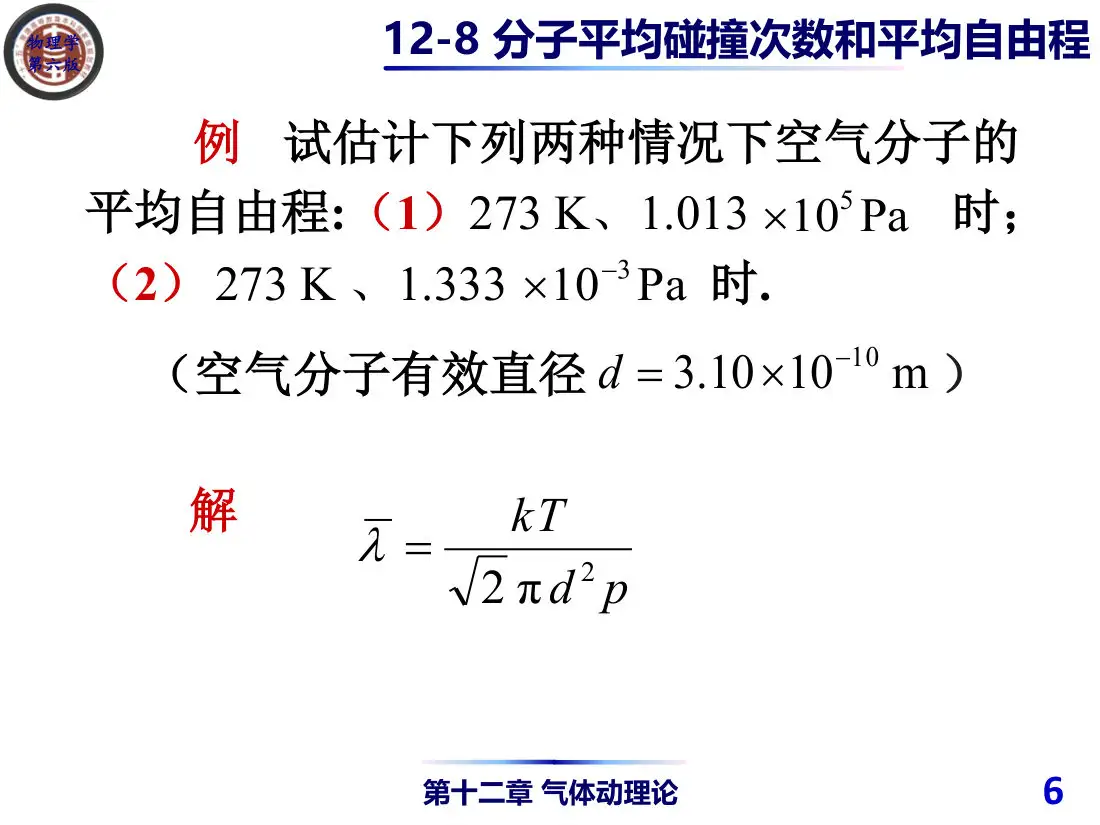 物理学
第六版
12-8 分子平均碰撞次数和平均自由程
例 试估计下列两种情况下空气分子的
平均自由程:（1）273 K、1.013 ×10⁵ Pa 时；
（2） 273 K 、1.333 ×10⁻³ Pa 时.
（空气分子有效直径 d = 3.10×10⁻¹⁰ m ）
解 λ̅ = kT / √2 π d² p
第十二章 气体动理论
6